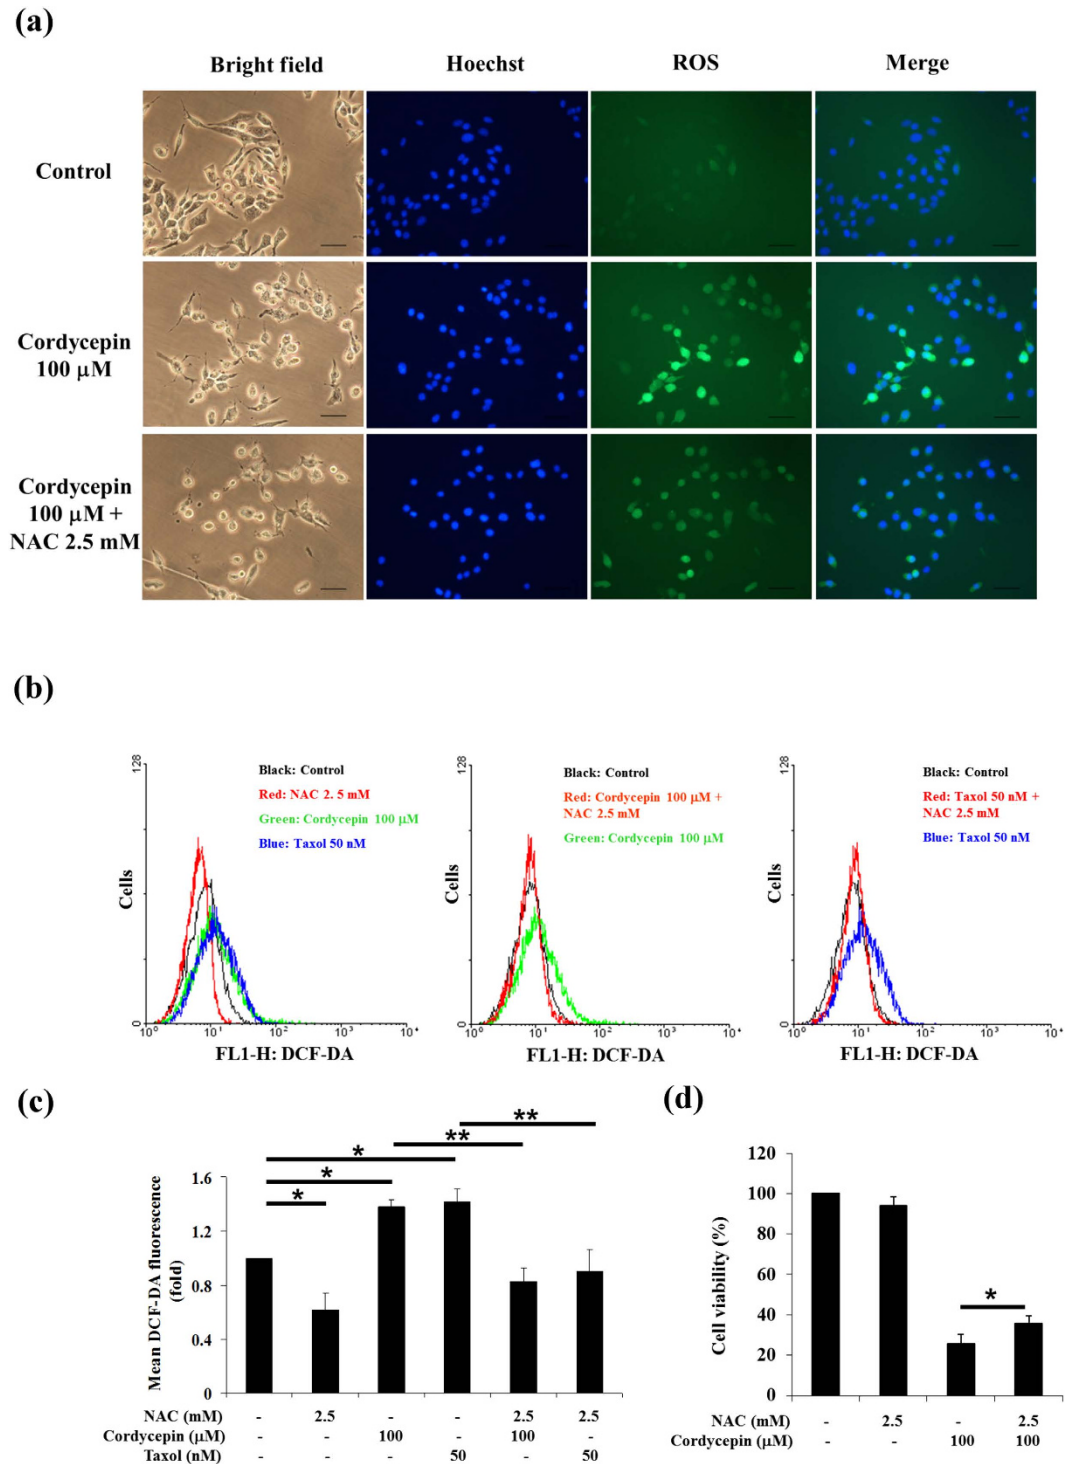 (a)
Bright field Hoechst ROS Merge
Control
Cordycepin
100 μM
Cordycepin
100 μM +
NAC 2.5 mM
(b)
128
Cells
0
10⁰ 10¹ 10² 10³ 10⁴
FL1-H: DCF-DA
Black: Control
Red: NAC 2. 5 mM
Green: Cordycepin 100 μM
Blue: Taxol 50 nM
128
Cells
0
10⁰ 10¹ 10² 10³ 10⁴
FL1-H: DCF-DA
Black: Control
Red: Cordycepin 100 μM +
NAC 2.5 mM
Green: Cordycepin 100 μM
128
Cells
0
10⁰ 10¹ 10² 10³ 10⁴
FL1-H: DCF-DA
Black: Control
Red: Taxol 50 nM +
NAC 2.5 mM
Blue: Taxol 50 nM
(c)
Mean DCF-DA fluorescence
(fold)
1.6
1.2
0.8
0.4
0
*
*
*
**
**
NAC (mM) - 2.5 - - 2.5 2.5
Cordycepin (μM) - - 100 - 100 -
Taxol (nM) - - - 50 - 50
(d)
Cell viability (%)
120
100
80
60
40
20
0
*
NAC (mM) - 2.5 - 2.5
Cordycepin (μM) - - 100 100